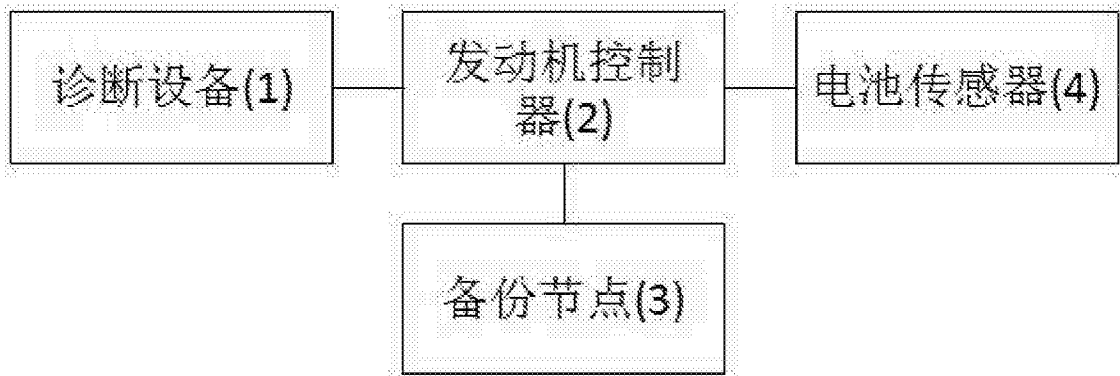 诊断设备(1)
发动机控制
器(2)
电池传感器(4)
备份节点(3)